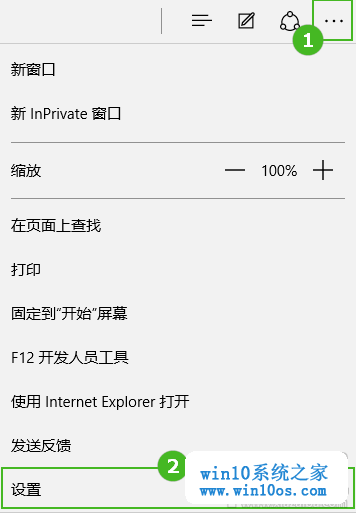 1
新窗口
新 InPrivate 窗口
缩放 100%
在页面上查找
打印
固定到“开始”屏幕
F12 开发人员工具
使用 Internet Explorer 打开
发送反馈
2
设置
win10系统之家
www.win10os.com